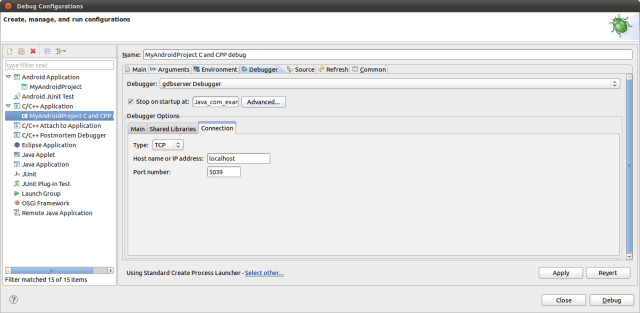 Debug Configurations
Create, manage, and run configurations
type filter text
Android Application
MyAndroidProject
Android JUnit Test
C/C++ Application
MyAndroidProject C and CPP
C/C++ Attach to Application
C/C++ Postmortem Debugger
Eclipse Application
Java Applet
Java Application
JUnit
JUnit Plug-in Test
Launch Group
OSGi Framework
Remote Java Application
Filter matched 15 of 15 items
Name: MyAndroidProject C and CPP debug
Main Arguments Environment Debugger Source Refresh Common
Debugger: gdbserver Debugger
Stop on startup at: Java_com_exar Advanced...
Debugger Options
Main Shared Libraries Connection
Type: TCP
Host name or IP address: localhost
Port number: 5039
Using Standard Create Process Launcher - Select other...
Apply Revert
Close Debug